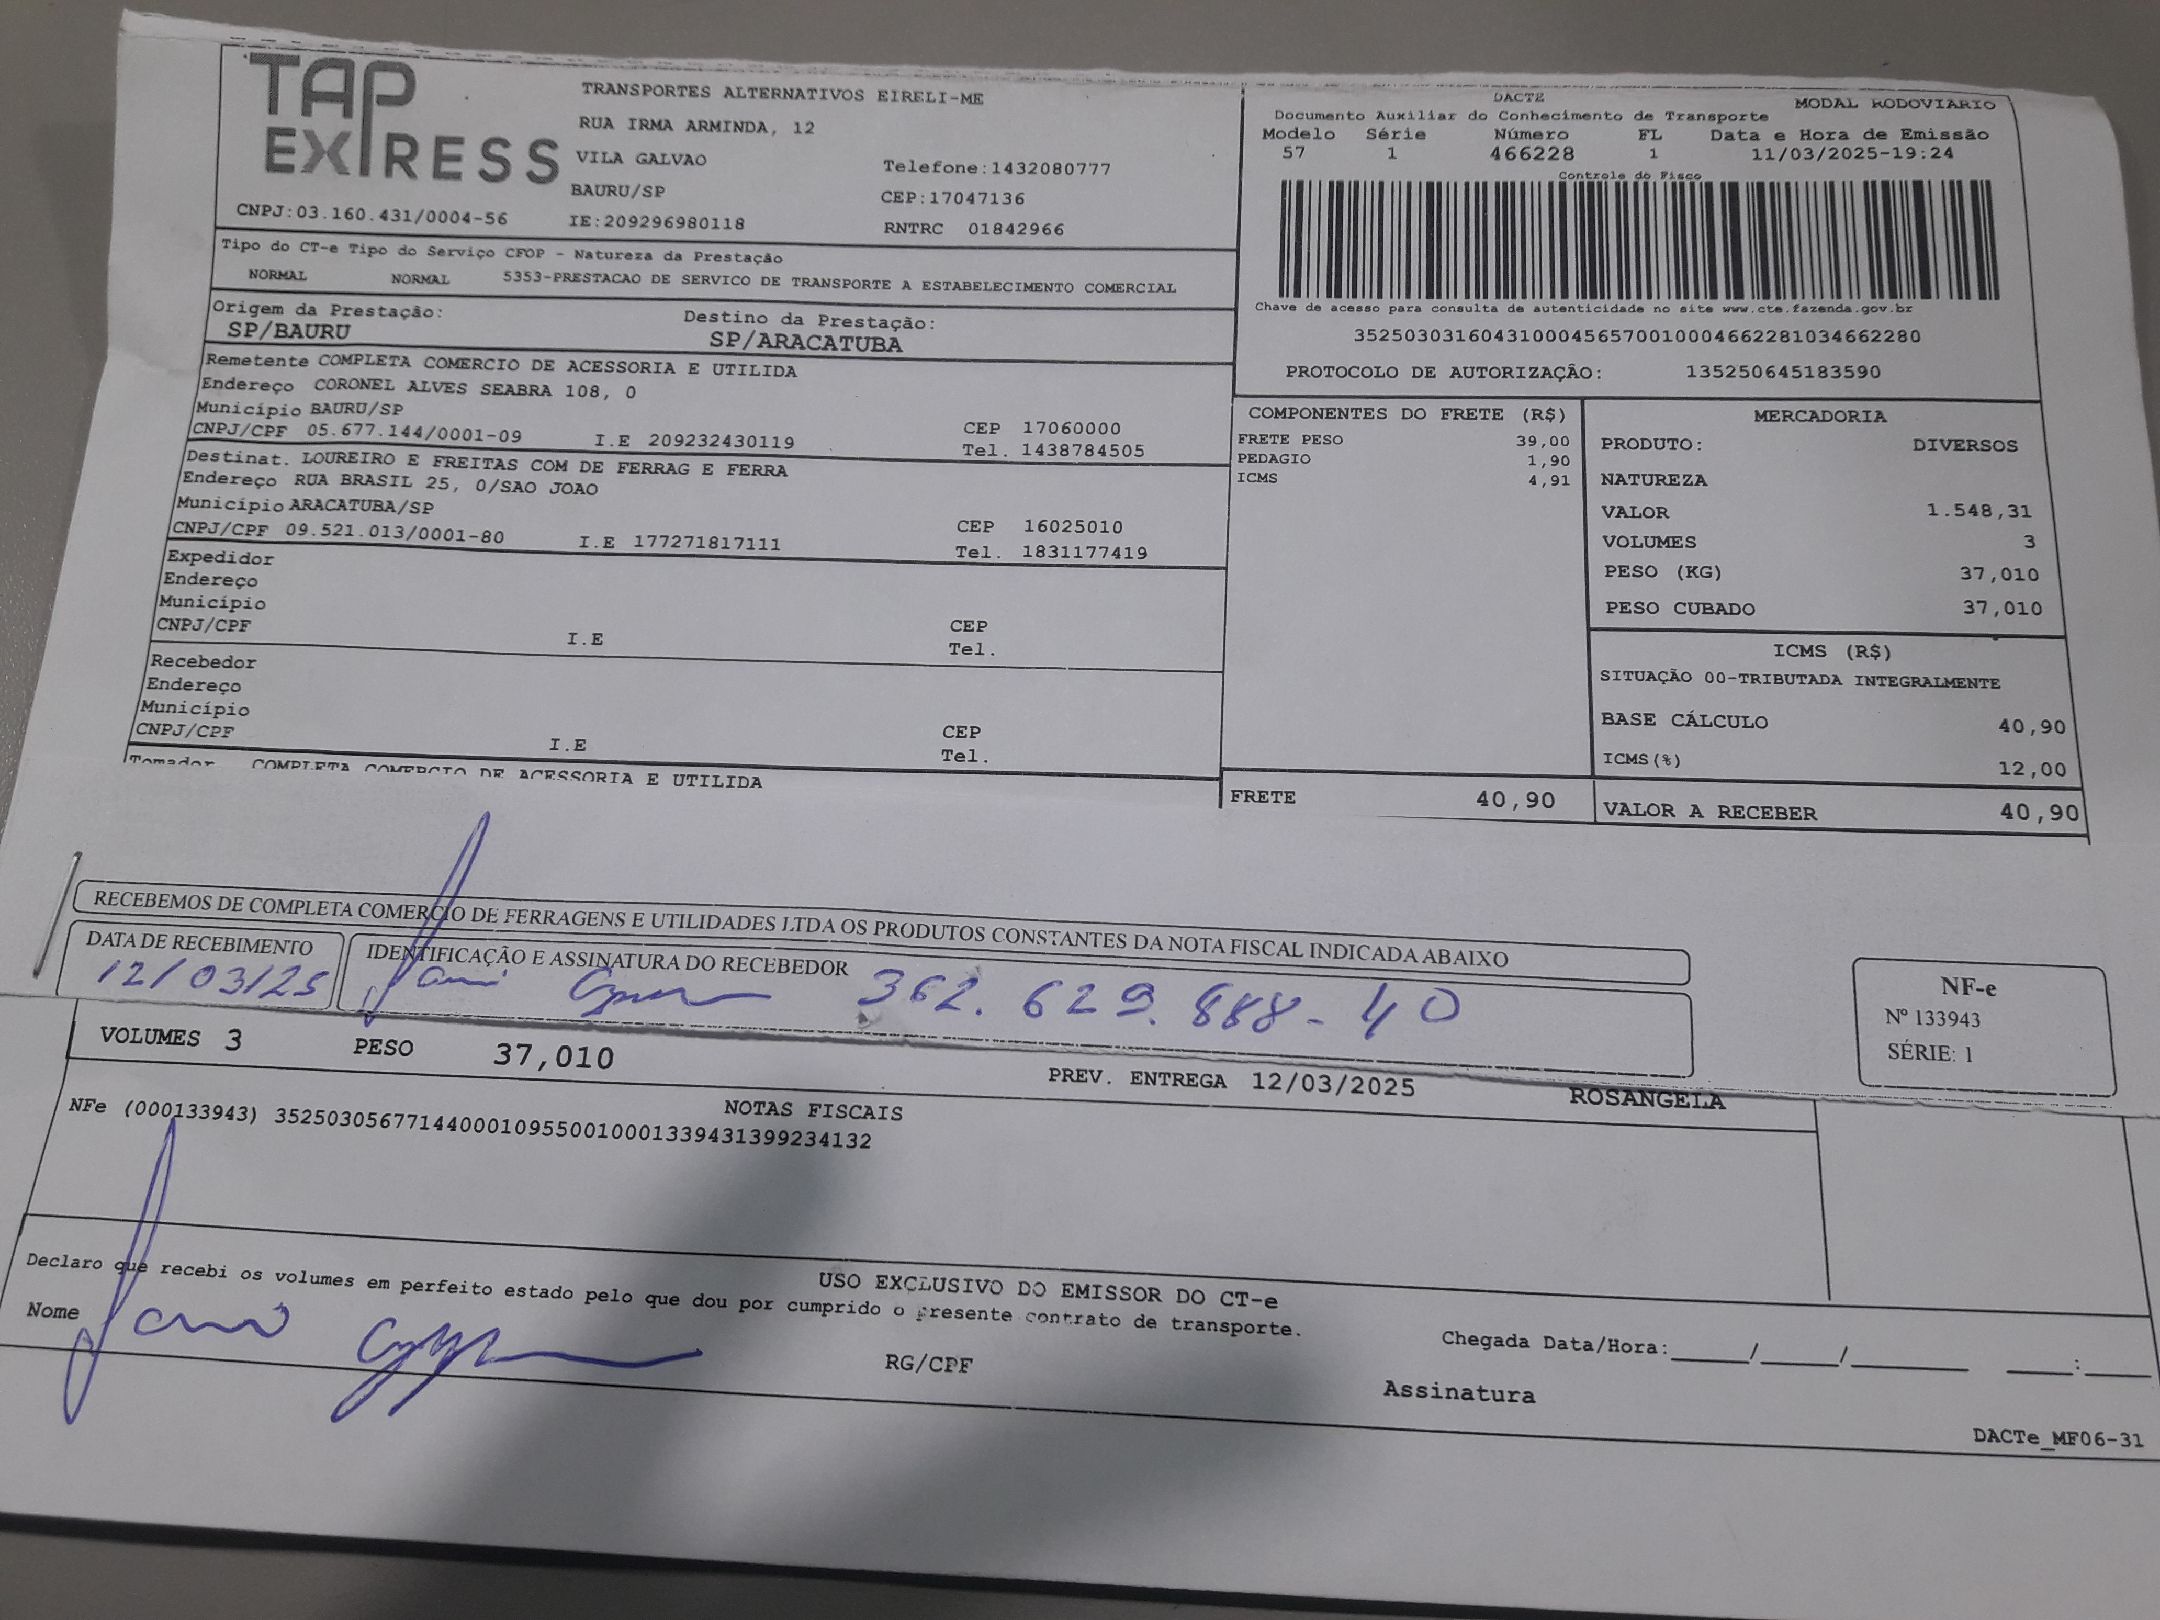 TAP EXPRESS
TRANSPORTES ALTERNATIVOS EIRELI-ME
RUA IRMA ARMINDA, 12
VILA GALVAO
Telefone:1432080777
BAURU/SP
CEP:17047136
CNPJ:03.160.431/0004-56
IE:209296980118
RNTRC 01842966
DACTE
MODAL RODOVIARIO
Documento Auxiliar do Conhecimento de Transporte
Modelo Série Número FL Data e Hora de Emissão
57 1 466228 1 11/03/2025-19:24
Controle do Fisco
Chave de acesso para consulta de autenticidade no site www.cte.fazenda.gov.br
35250303160431000456570010004662281034662280
PROTOCOLO DE AUTORIZAÇÃO: 135250645183590
Tipo do CT-e Tipo do Serviço CFOP - Natureza da Prestação
NORMAL NORMAL 5353-PRESTACAO DE SERVICO DE TRANSPORTE A ESTABELECIMENTO COMERCIAL
Origem da Prestação: Destino da Prestação:
SP/BAURU SP/ARACATUBA
Remetente COMPLETA COMERCIO DE ACESSORIA E UTILIDA
Endereço CORONEL ALVES SEABRA 108, 0
Município BAURU/SP CEP 17060000
CNPJ/CPF 05.677.144/0001-09 I.E 209232430119 Tel. 1438784505
Destinat. LOUREIRO E FREITAS COM DE FERRAG E FERRA
Endereço RUA BRASIL 25, 0/SAO JOAO
Município ARACATUBA/SP CEP 16025010
CNPJ/CPF 09.521.013/0001-80 I.E 177271817111 Tel. 1831177419
Expedidor
Endereço
Município
CNPJ/CPF I.E CEP
Tel.
Recebedor
Endereço
Município
CNPJ/CPF I.E CEP
Tel.
Tomador COMPLETA COMERCIO DE ACESSORIA E UTILIDA
COMPONENTES DO FRETE (R$)
FRETE PESO 39,00
PEDAGIO 1,90
ICMS 4,91
FRETE 40,90
MERCADORIA
PRODUTO: DIVERSOS
NATUREZA
VALOR 1.548,31
VOLUMES 3
PESO (KG) 37,010
PESO CUBADO 37,010
ICMS (R$)
SITUAÇÃO 00-TRIBUTADA INTEGRALMENTE
BASE CÁLCULO 40,90
ICMS(%) 12,00
VALOR A RECEBER 40,90
RECEBEMOS DE COMPLETA COMERCIO DE FERRAGENS E UTILIDADES LTDA OS PRODUTOS CONSTANTES DA NOTA FISCAL INDICADA ABAIXO
DATA DE RECEBIMENTO
12/03/25
IDENTIFICAÇÃO E ASSINATURA DO RECEBEDOR
362.629.888-40
NF-e
Nº 133943
SÉRIE: 1
VOLUMES 3 PESO 37,010 PREV. ENTREGA 12/03/2025 ROSANGELA
NOTAS FISCAIS
NFe (000133943) 35250305677144000109550010001339431399234132
USO EXCLUSIVO DO EMISSOR DO CT-e
Declaro que recebi os volumes em perfeito estado pelo que dou por cumprido o presente contrato de transporte.
Nome RG/CPF
Chegada Data/Hora:_____/_____/________ ____:____
Assinatura
DACTe_MF06-31